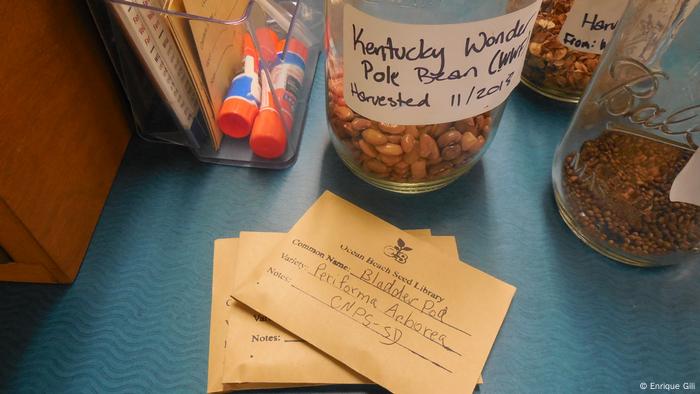 Kentucky Wonder
Pole Bean
Harvested 11/2018
From:
Ocean Beach Seed Library
Common Name: Bladder Pod
Variety: Periforma Arborea
Notes: CNPS-SD
Notes:
© Enrique Gili